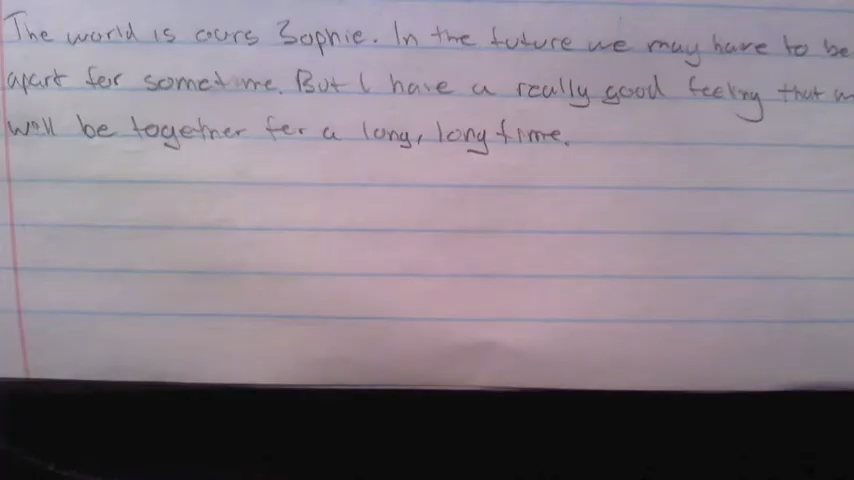 The world is ours Sophie. In the future we may have to be
apart for sometime. But I have a really good feeling that
will be together for a long, long time.